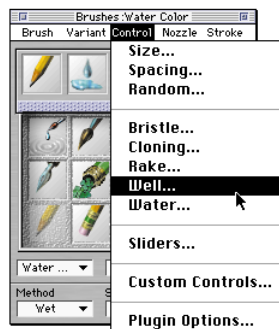 Brushes:Water Color
Brush Variant Control Nozzle Stroke
Size...
Spacing...
Random...
Bristle...
Cloning...
Rake...
Well...
Water...
Sliders...
Water ...
Custom Controls...
Method S
Wet
Plugin Options...